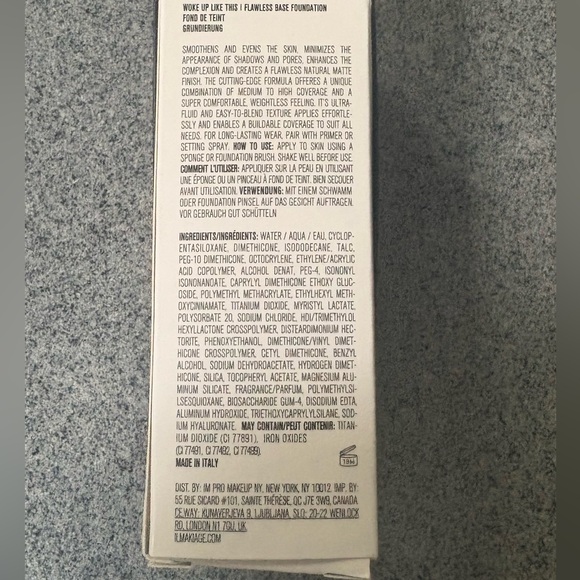 WOKE UP LIKE THIS | FLAWLESS BASE FOUNDATION
FOND DE TEINT
GRUNDIERUNG
SMOOTHENS AND EVENS THE SKIN, MINIMIZES
THE APPEARANCE OF SHADOWS AND PORES, ENHANCES THE
COMPLEXION AND CREATES A FLAWLESS NATURAL MATTE
FINISH. THE CUTTING-EDGE FORMULA OFFERES A UNIQUE
COMBINATION OF MEDIUM TO HIGH COVERAGE AND A
SUPER COMFORTABLE, WEIGHTLESS FEELING. IT'S ULTRA-
FLUID AND EASY-TO-BLEND TEXTURE APPLIES EFFORTLE-
SSLY AND ENABLES A BUILDABLE COVERAGE TO SUIT ALL
NEEDS. FOR LONG-LASTING WEAR, PAIR WITH PRIMER OR
SETTING SPRAY. HOW TO USE: APPLY TO SKIN USING A
SPONGE OR FOUNDATION BRUSH. SHAKE WELL BEFORE USE.
COMMENT L'UTILISER: APPLIQUER SUR LA PEAU EN UTILISANT
UNE ÉPONGE OU UN PINCEAU À FOND DE TEINT. BIEN SECOUER
AVANT UTILISATION. VERWENDUNG: MIT EINEM SCHWAMM
ODER FOUNDATION PINSEL AUF DAS GESICHT AUFTRAGEN.
VOR GEBRAUCH GUT SCHÜTTELN
INGREDIENTS/INGRÉDIENTS: WATER / AQUA / EAU, CYCLOP-
ENTASILOXANE, DIMETHICONE, ISODODECANE, TALC,
PEG-10 DIMETHICONE, OCTOCRYLENE, ETHYLENE/ACRYLIC
ACID COPOLYMER, ALCOHOL DENAT, PEG-4, ISONONYL
ISONONANOATE, CAPRYLYL DIMETHICONE ETHOXY GLUC-
OSIDE, POLYMETHYL METHACRYLATE, ETHYLHEXYL METH-
OXYCINNAMATE, TITANIUM DIOXIDE, MYRISTYL LACTATE,
POLYSORBATE 20, SODIUM CHLORIDE, HDI/TRIMETHYLOL
HEXYLLACTONE CROSSPOLYMER, DISTEARDIMONIUM HEC-
TORITE, PHENOXYETHANOL, DIMETHICONE/VINYL DIMET-
HICONE CROSSPOLYMER, CETYL DIMETHICONE, BENZYL
ALCOHOL, SODIUM DEHYDROACETATE, HYDROGEN DIMET-
HICONE, SILICA, TOCOPHERYL ACETATE, MAGNESIUM ALU-
MINUM SILICATE, FRAGRANCE/PARFUM, POLYMETHYLSI-
LSESQUIOXANE, BIOSACCHARIDE GUM-4, DISODIUM EDTA,
ALUMINUM HYDROXIDE, TRIETHOXYCAPRYLYLSILANE, SOD-
IUM HYALURONATE. MAY CONTAIN/PEUT CONTENIR: TITAN-
IUM DIOXIDE (CI 77891), IRON OXIDES
(CI 77491, CI 77492, CI 77499).
MADE IN ITALY
DIST. BY: IM PRO MAKEUP NY, NEW YORK, NY, 10012. IMP. BY:
55 RUE SICARD #101, SAINTE THÉRÈSE, QC J7E 3W9, CANADA
CE.WAY: KUNAVERJEVA 9, LJUBLJANA, SLO; 20-22 WENLOCK
RD, LONDON N1 7GU, UK.
ILMAKIAGE.COM